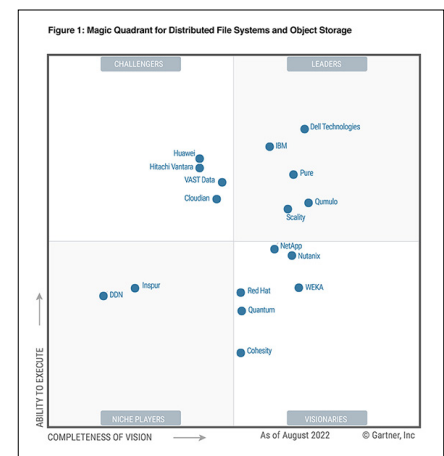 Figure 1: Magic Quadrant for Distributed File Systems and Object Storage
CHALLENGERS
LEADERS
Dell Technologies
IBM
Huawei
Hitachi Vantara
Pure
VAST Data
Cloudian
Qumulo
Scality
NetApp
Nutanix
Inspur
DDN
Red Hat
WEKA
Quantum
Cohesity
ABILITY TO EXECUTE
NICHE PLAYERS
VISIONARIES
COMPLETENESS OF VISION
As of August 2022
© Gartner, Inc